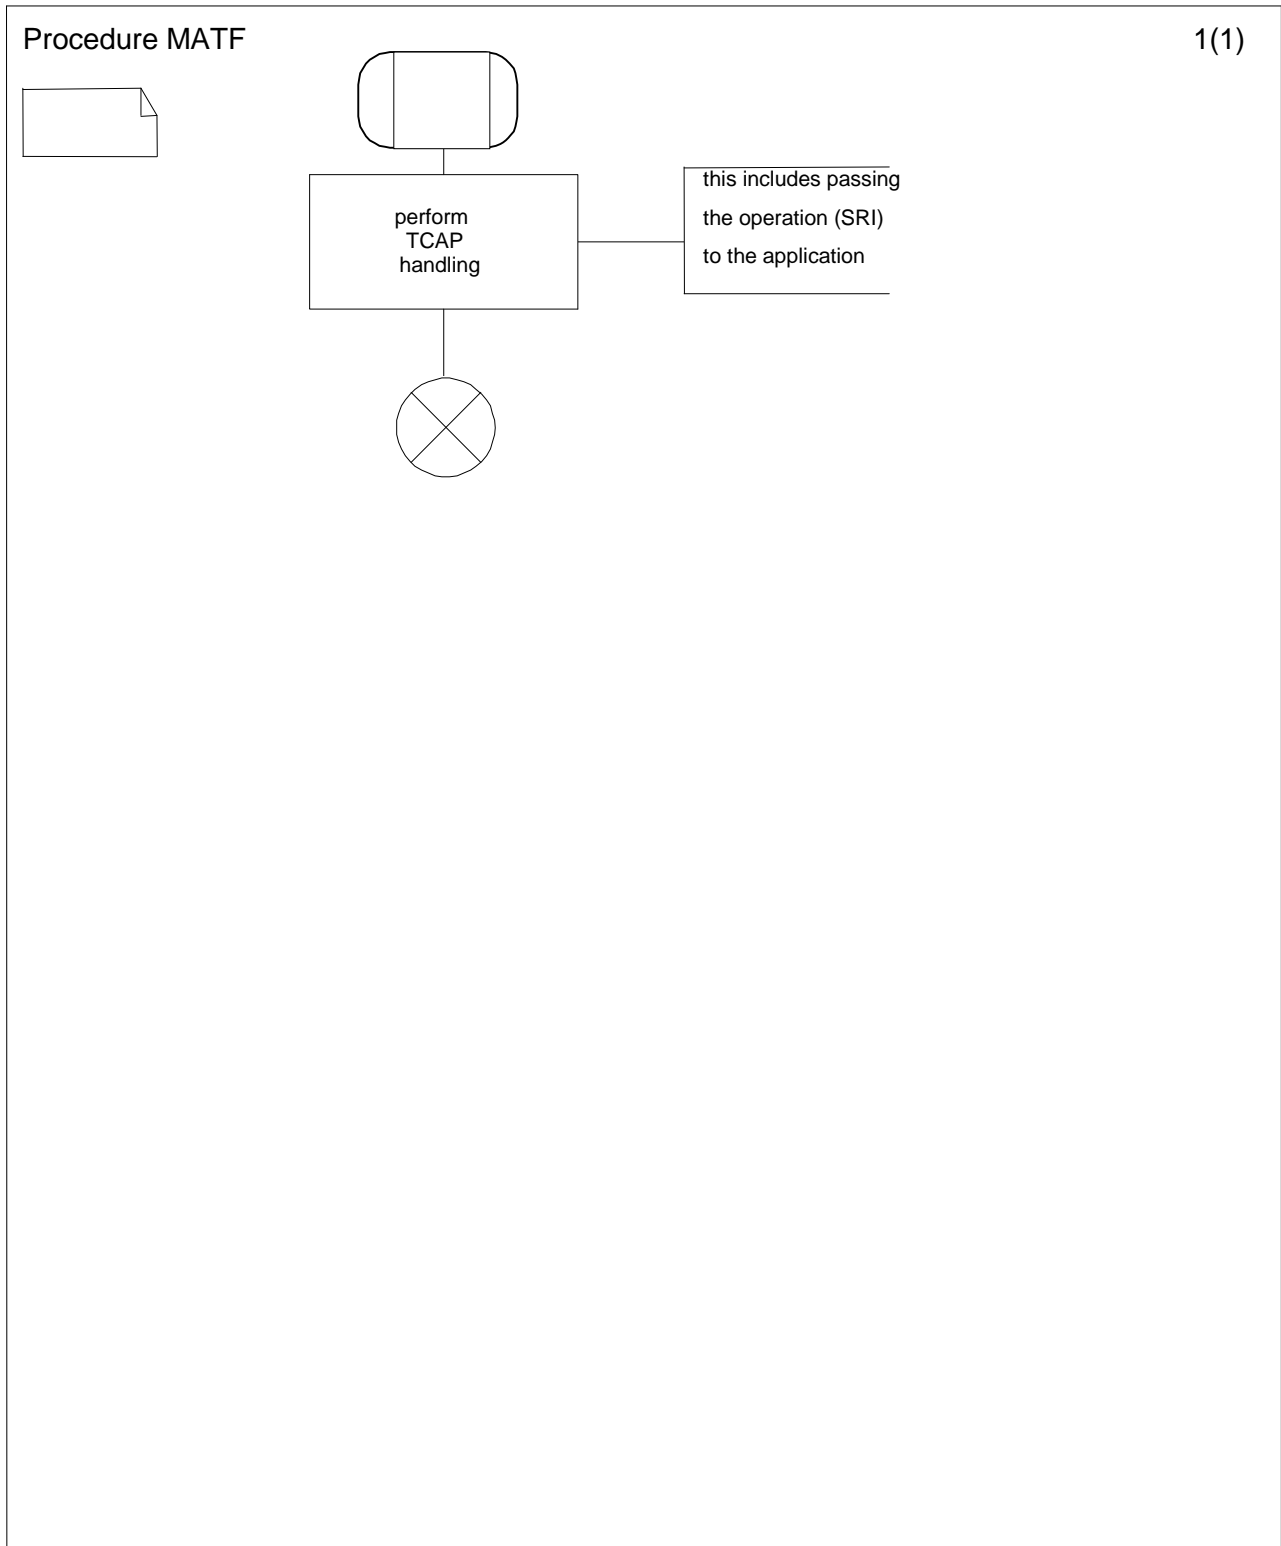 Procedure MATF
1(1)
perform
TCAP
handling
this includes passing
the operation (SRI)
to the application